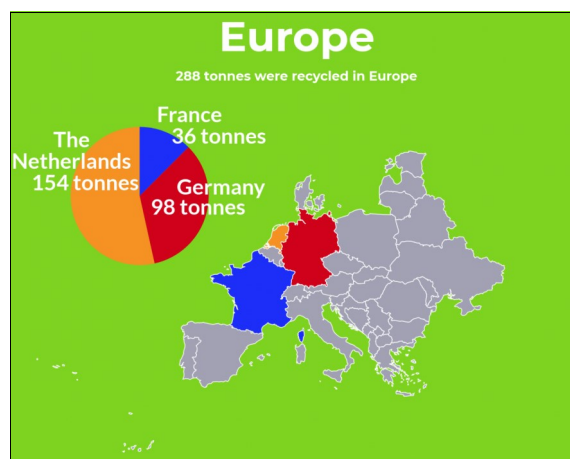 Europe
288 tonnes were recycled in Europe
France
36 tonnes
The
Netherlands
154 tonnes
Germany
98 tonnes